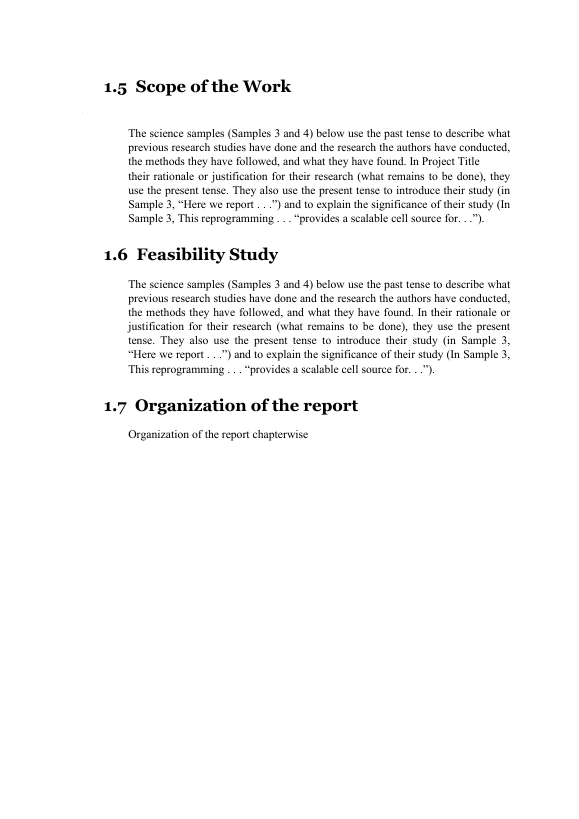 1.5 Scope of the Work
The science samples (Samples 3 and 4) below use the past tense to describe what
previous research studies have done and the research the authors have conducted,
the methods they have followed, and what they have found. In Project Title
their rationale or justification for their research (what remains to be done), they
use the present tense. They also use the present tense to introduce their study (in
Sample 3, “Here we report . . .”) and to explain the significance of their study (In
Sample 3, This reprogramming . . . “provides a scalable cell source for. . .”).
1.6 Feasibility Study
The science samples (Samples 3 and 4) below use the past tense to describe what
previous research studies have done and the research the authors have conducted,
the methods they have followed, and what they have found. In their rationale or
justification for their research (what remains to be done), they use the present
tense. They also use the present tense to introduce their study (in Sample 3,
“Here we report . . .”) and to explain the significance of their study (In Sample 3,
This reprogramming . . . “provides a scalable cell source for. . .”).
1.7 Organization of the report
Organization of the report chapterwise